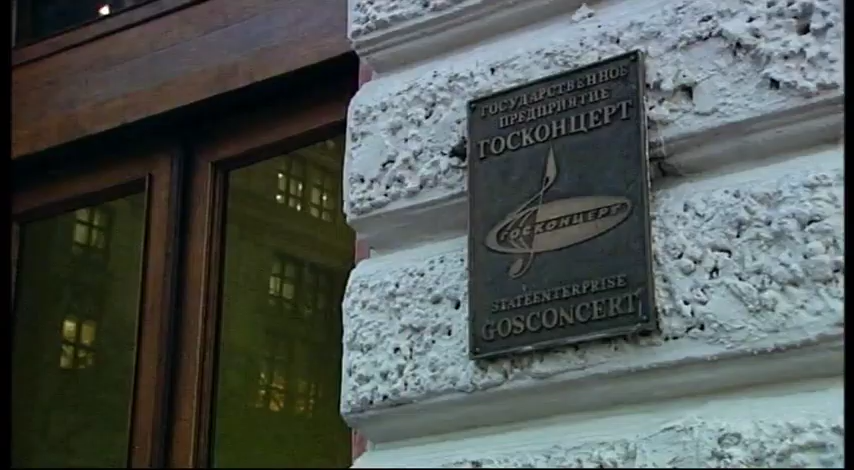 ГОСУДАРСТВЕННОЕ
ПРЕДПРИЯТИЕ
ГОСКОНЦЕРТ
ГОСКОНЦЕРТ
STATEENTERPRISE
GOSCONCERT